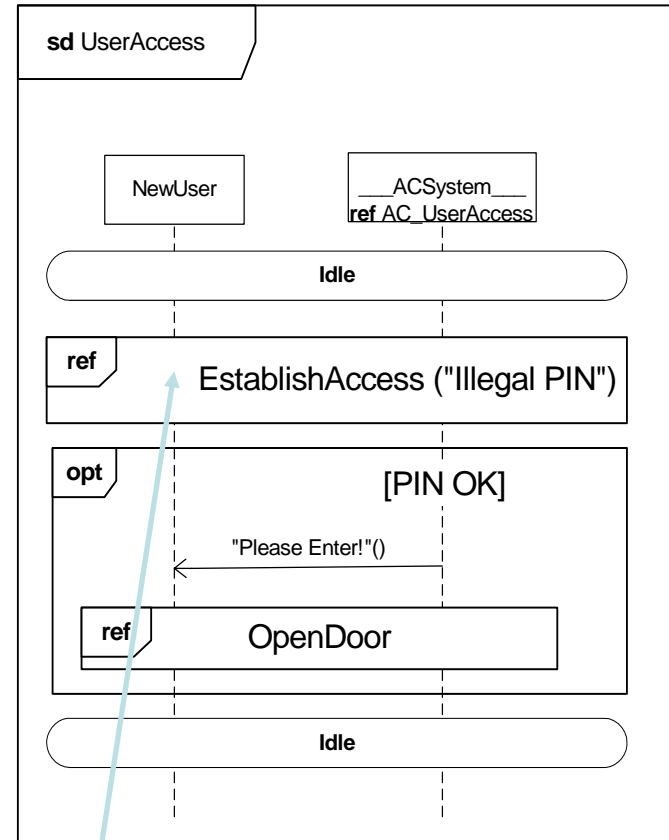 sd UserAccess
NewUser
___ACSystem___
ref AC_UserAccess
Idle
ref
EstablishAccess ("Illegal PIN")
opt
[PIN OK]
"Please Enter!"()
ref
OpenDoor
Idle